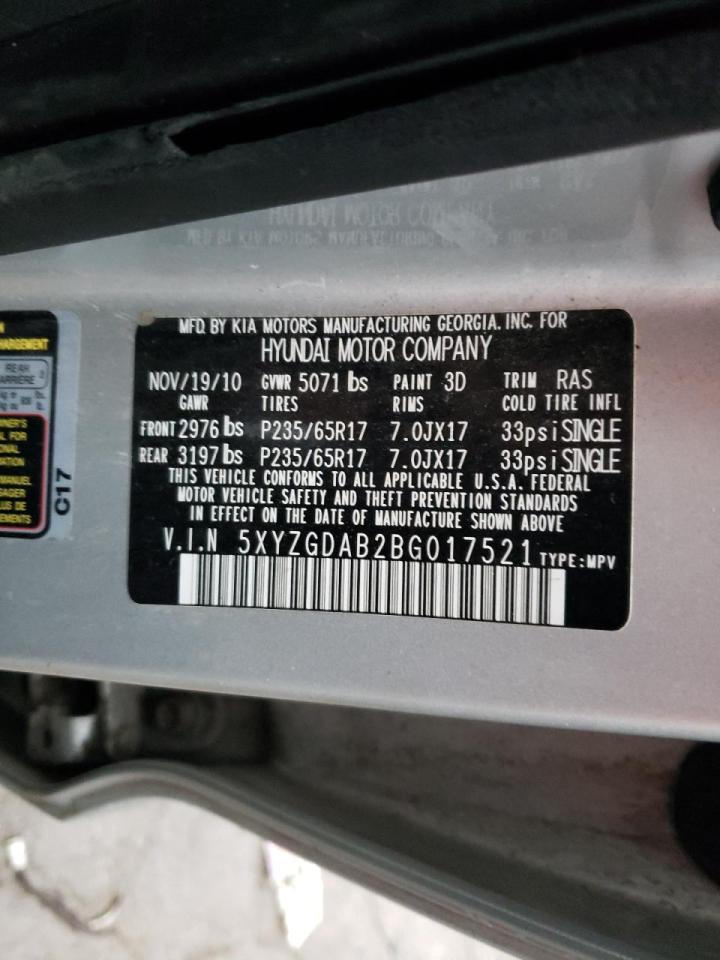 MFD. BY KIA MOTORS MANUFACTURING GEORGIA. INC. FOR
HYUNDAI MOTOR COMPANY
NOV/19/10 GVWR 5071 lbs PAINT 3D TRIM RAS
GAWR TIRES RIMS COLD TIRE INFL
FRONT 2976 lbs P235/65R17 7.0JX17 33psi SINGLE
REAR 3197 lbs P235/65R17 7.0JX17 33psi SINGLE
THIS VEHICLE CONFORMS TO ALL APPLICABLE U.S.A. FEDERAL
MOTOR VEHICLE SAFETY AND THEFT PREVENTION STANDARDS
IN EFFECT ON THE DATE OF MANUFACTURE SHOWN ABOVE
V.I.N 5XYZGDAB2BG017521 TYPE:MPV
REAR
C17